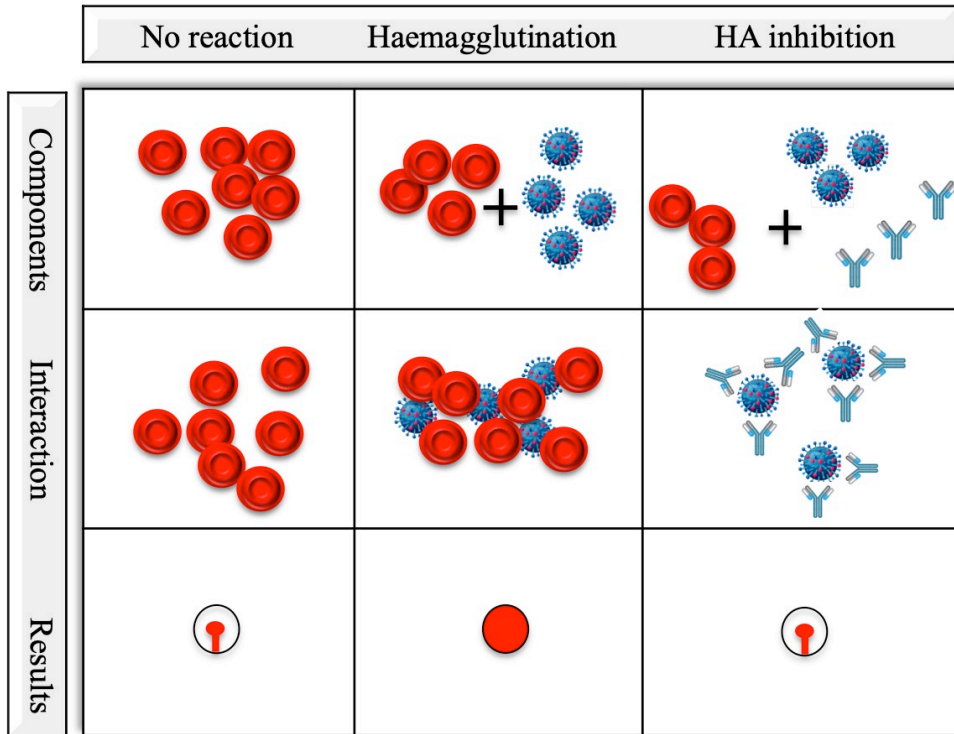 No reaction
Haemagglutination
HA inhibition
Components
Interaction
Results